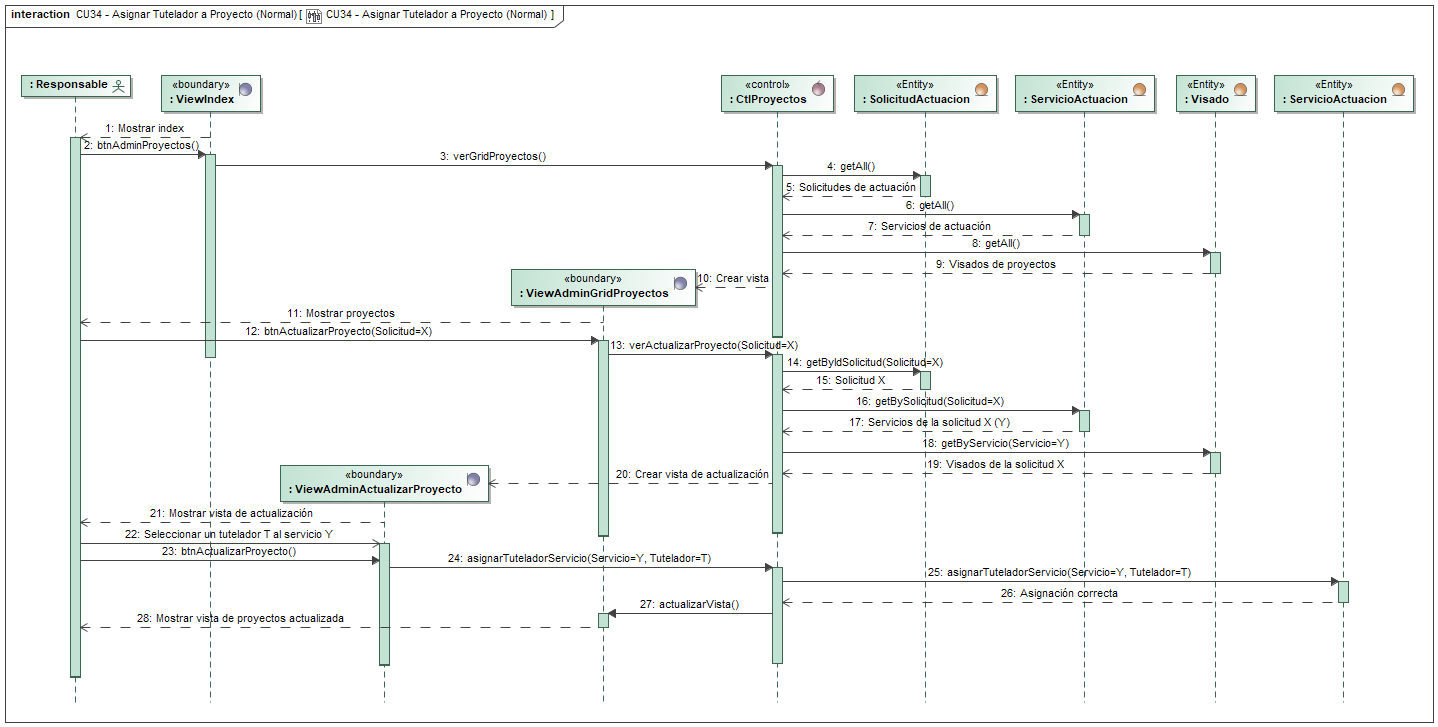 interaction CU34 - Asignar Tutelador a Proyecto (Normal) [ CU34 - Asignar Tutelador a Proyecto (Normal) ]
: Responsable
«boundary»
: ViewIndex
«control»
: CtlProyectos
«Entity»
: SolicitudActuacion
«Entity»
: ServicioActuacion
«Entity»
: Visado
«Entity»
: ServicioActuacion
1: Mostrar index
2: btnAdminProyectos()
3: verGridProyectos()
4: getAll()
5: Solicitudes de actuación
6: getAll()
7: Servicios de actuación
8: getAll()
9: Visados de proyectos
«boundary»
: ViewAdminGridProyectos
10: Crear vista
11: Mostrar proyectos
12: btnActualizarProyecto(Solicitud=X)
13: verActualizarProyecto(Solicitud=X)
14: getByIdSolicitud(Solicitud=X)
15: Solicitud X
16: getBySolicitud(Solicitud=X)
17: Servicios de la solicitud X (Y)
18: getByServicio(Servicio=Y)
19: Visados de la solicitud X
20: Crear vista de actualización
«boundary»
: ViewAdminActualizarProyecto
21: Mostrar vista de actualización
22: Seleccionar un tutelador T al servicio Y
23: btnActualizarProyecto()
24: asignarTuteladorServicio(Servicio=Y, Tutelador=T)
25: asignarTuteladorServicio(Servicio=Y, Tutelador=T)
26: Asignación correcta
27: actualizarVista()
28: Mostrar vista de proyectos actualizada